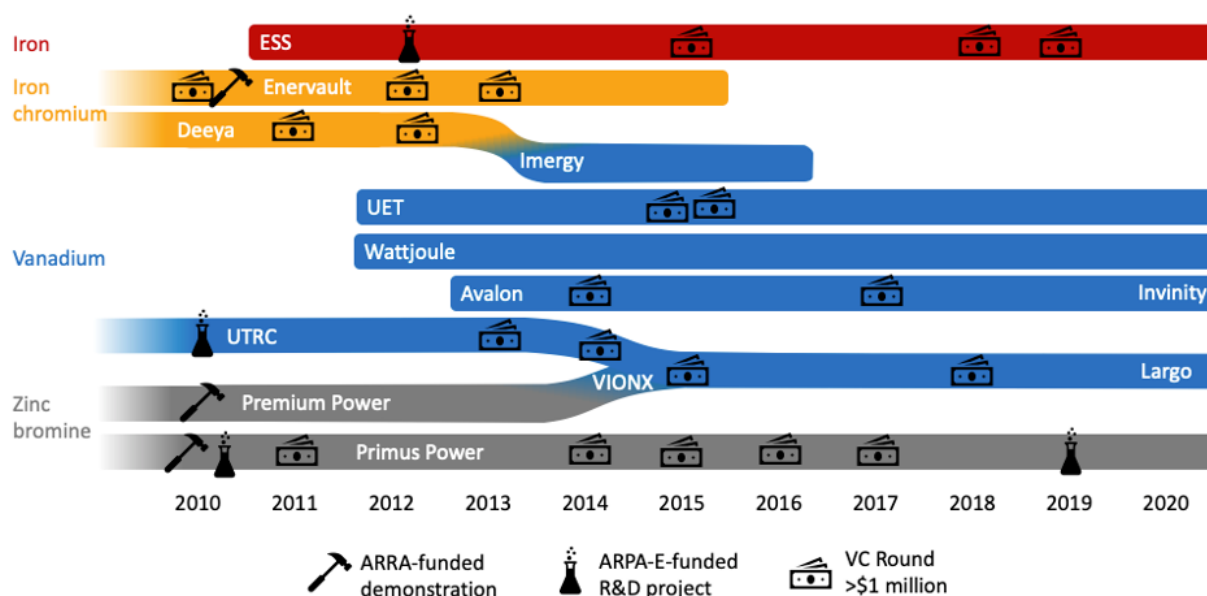 Iron
ESS
Iron
chromium
Enervault
Deeya
Imergy
UET
Vanadium
Wattjoule
Avalon
Invinity
UTRC
VIONX
Largo
Zinc
bromine
Premium Power
Primus Power
2010 2011 2012 2013 2014 2015 2016 2017 2018 2019 2020
ARRA-funded
demonstration
ARPA-E-funded
R&D project
VC Round
>$1 million